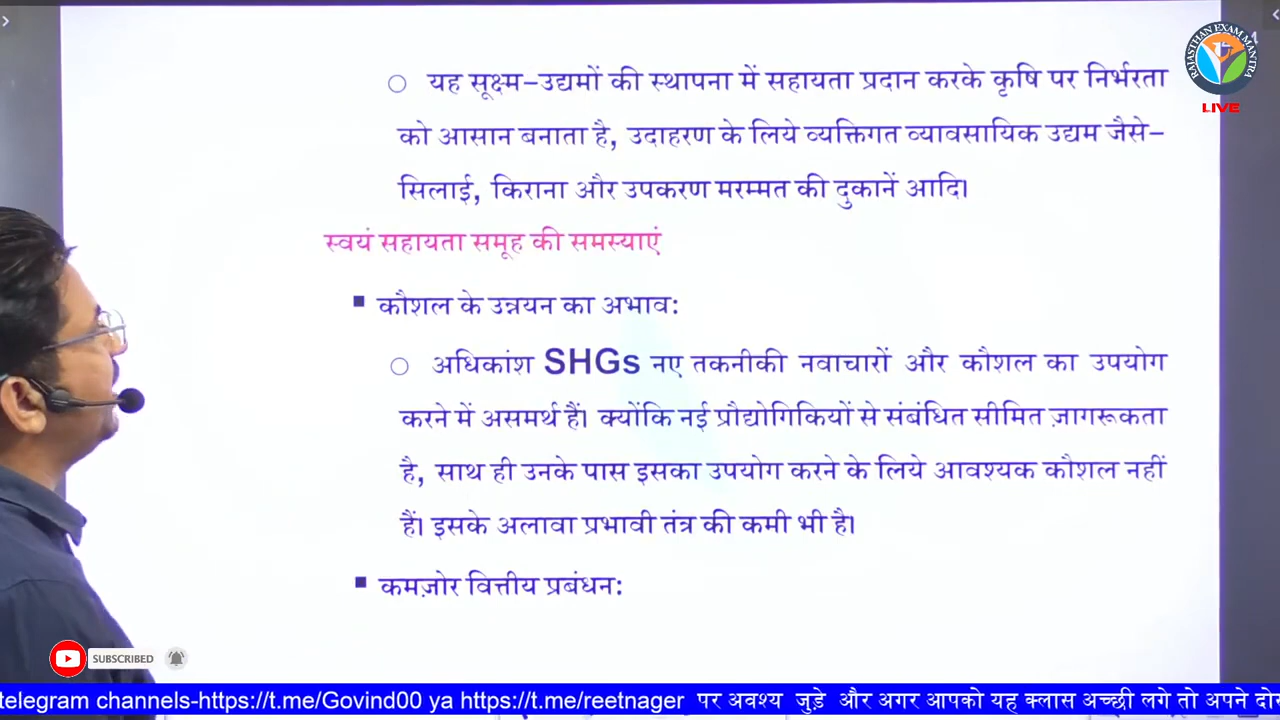 ○ यह सूक्ष्म-उद्यमों की स्थापना में सहायता प्रदान करके कृषि पर निर्भरता
को आसान बनाता है, उदाहरण के लिये व्यक्तिगत व्यावसायिक उद्यम जैसे-
सिलाई, किराना और उपकरण मरम्मत की दुकानें आदि।
स्वयं सहायता समूह की समस्याएं
▪ कौशल के उन्नयन का अभाव:
○ अधिकांश SHGs नए तकनीकी नवाचारों और कौशल का उपयोग
करने में असमर्थ हैं। क्योंकि नई प्रौद्योगिकियों से संबंधित सीमित ज़ागरूकता
है, साथ ही उनके पास इसका उपयोग करने के लिये आवश्यक कौशल नहीं
हैं। इसके अलावा प्रभावी तंत्र की कमी भी है।
▪ कमज़ोर वित्तीय प्रबंधन:
RAJASTHAN EXAM MANTRA
LIVE
SUBSCRIBED
telegram channels-https://t.me/Govind00 ya https://t.me/reetnager पर अवश्य जुड़े और अगर आपको यह क्लास अच्छी लगे तो अपने